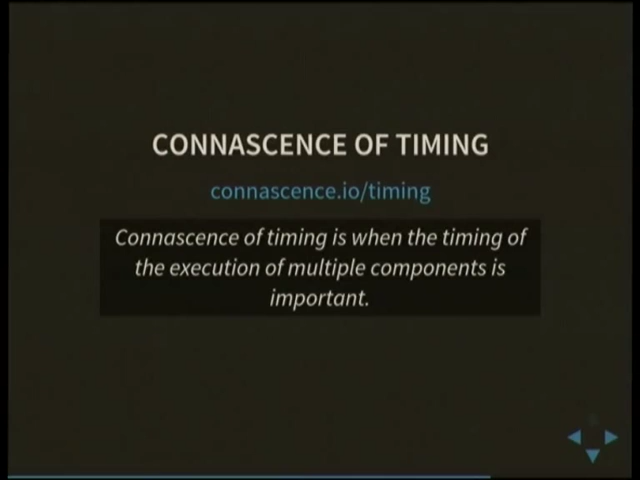 CONNASCENCE OF TIMING
connascence.io/timing
Connascence of timing is when the timing of
the execution of multiple components is
important.